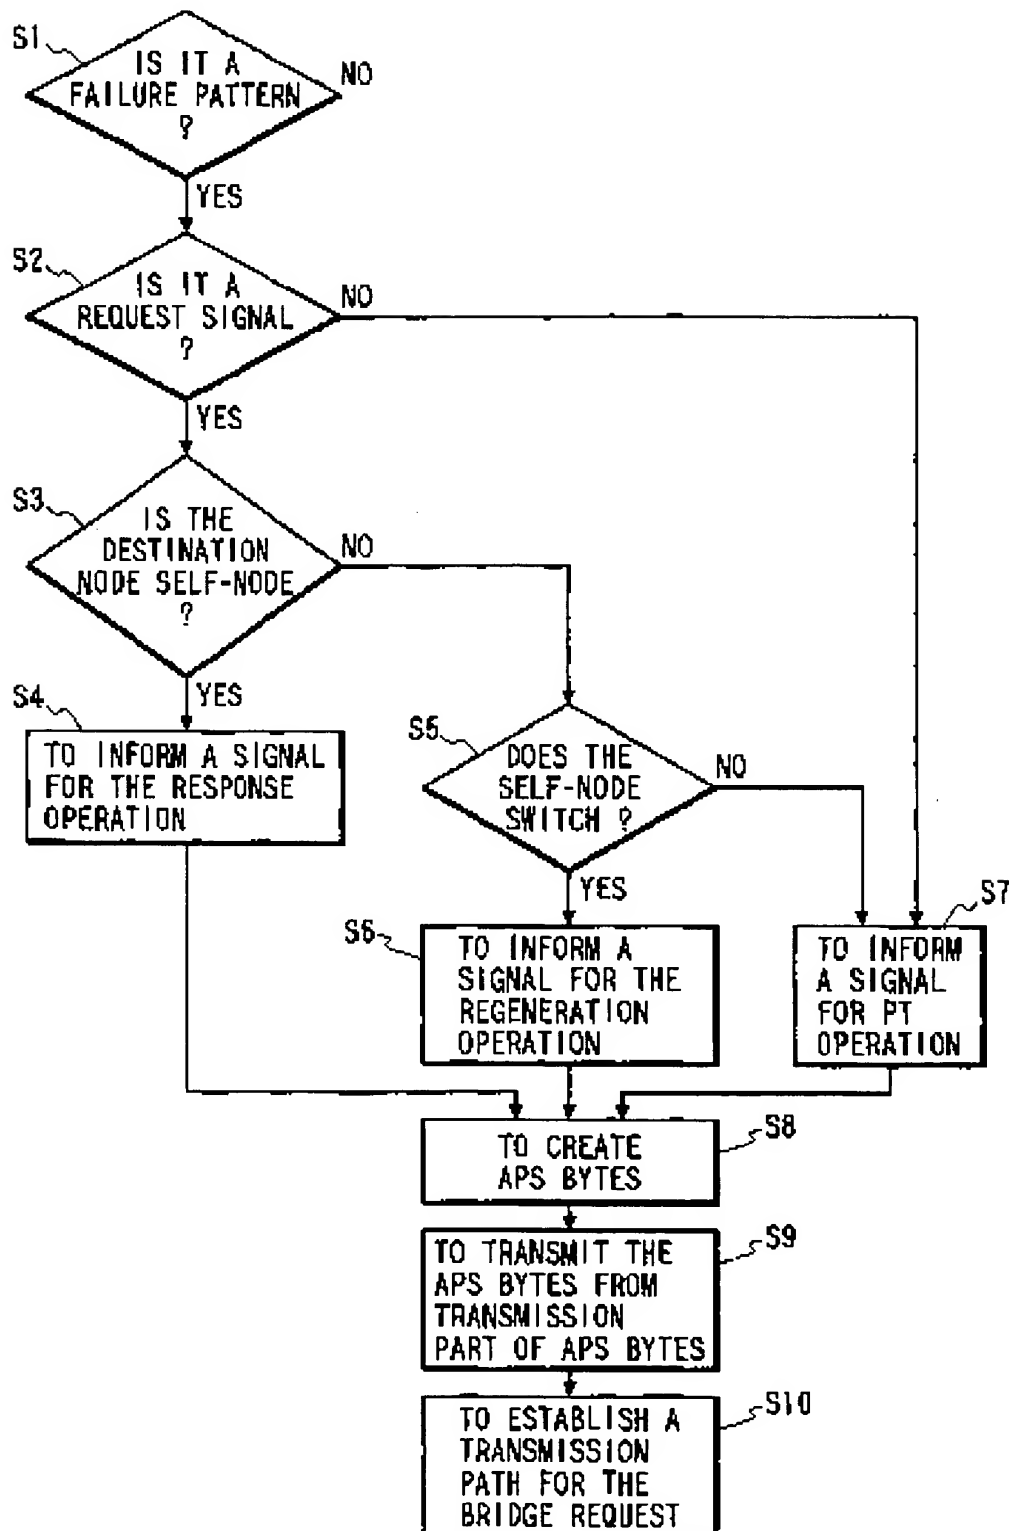 S1
IS IT A
FAILURE PATTERN
?
NO
YES
S2
IS IT A
REQUEST SIGNAL
?
NO
YES
S3
IS THE
DESTINATION
NODE SELF-NODE
?
NO
YES
S4
TO INFORM A SIGNAL
FOR THE RESPONSE
OPERATION
S5
DOES THE
SELF-NODE
SWITCH ?
NO
YES
S6
TO INFORM A
SIGNAL FOR THE
REGENERATION
OPERATION
S7
TO INFORM
A SIGNAL
FOR PT
OPERATION
S8
TO CREATE
APS BYTES
S9
TO TRANSMIT THE
APS BYTES FROM
TRANSMISSION
PART OF APS BYTES
S10
TO ESTABLISH A
TRANSMISSION
PATH FOR THE
BRIDGE REQUEST